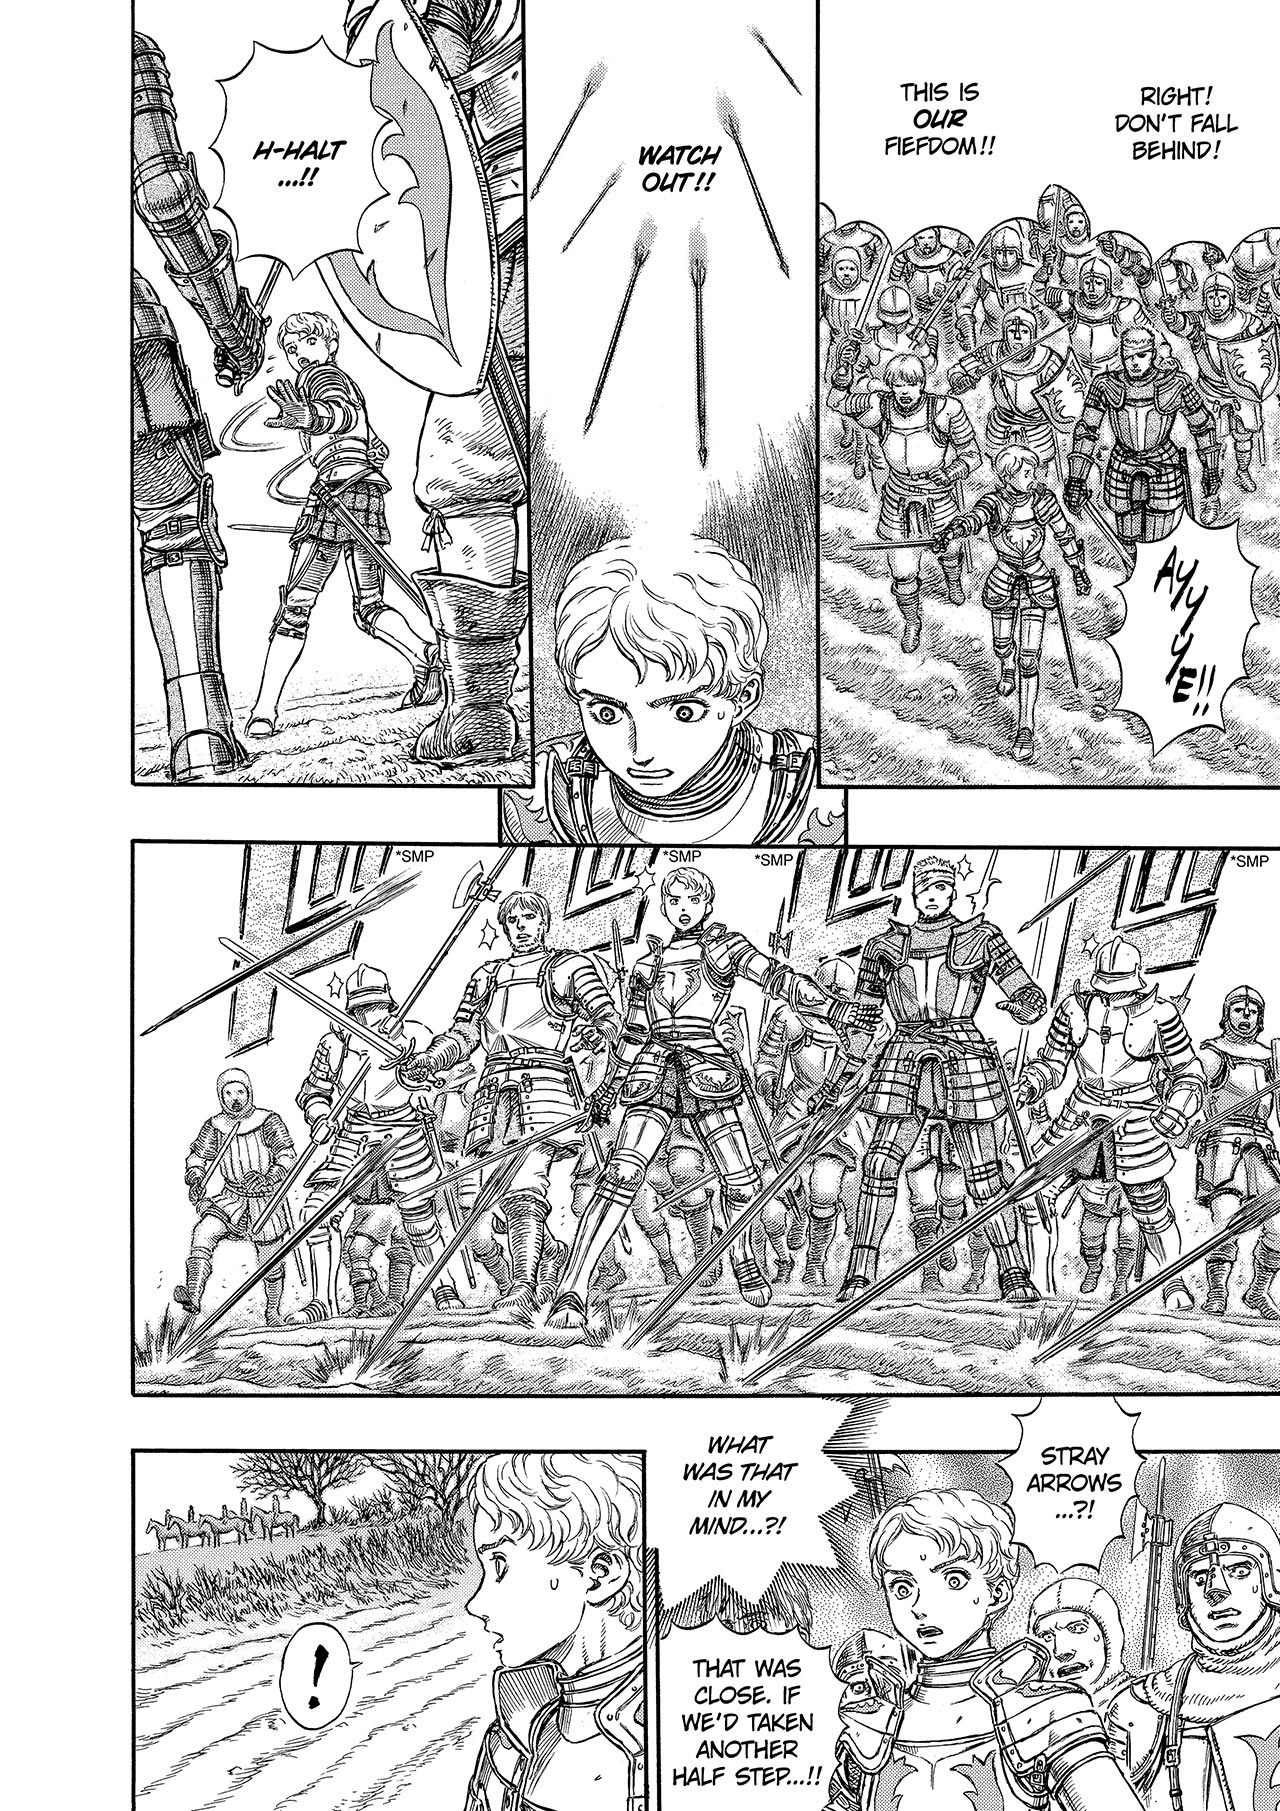 RIGHT!
DON'T FALL
BEHIND!
THIS IS
OUR
FIEFDOM!!
AYYYE!!
WATCH
OUT!!
H-HALT
...!!
*SMP
*SMP
*SMP
*SMP
STRAY
ARROWS
...?!
WHAT
WAS THAT
IN MY
MIND...?!
THAT WAS
CLOSE. IF
WE'D TAKEN
ANOTHER
HALF STEP...!!
!